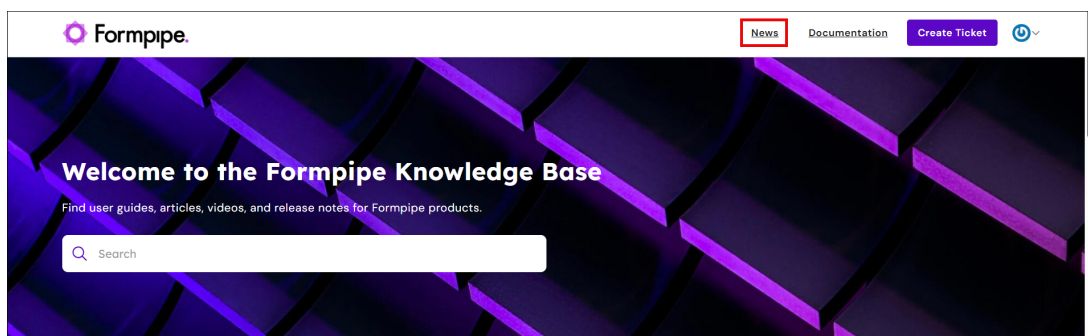 Formpipe.
News
Documentation
Create Ticket
Welcome to the Formpipe Knowledge Base
Find user guides, articles, videos, and release notes for Formpipe products.
Search